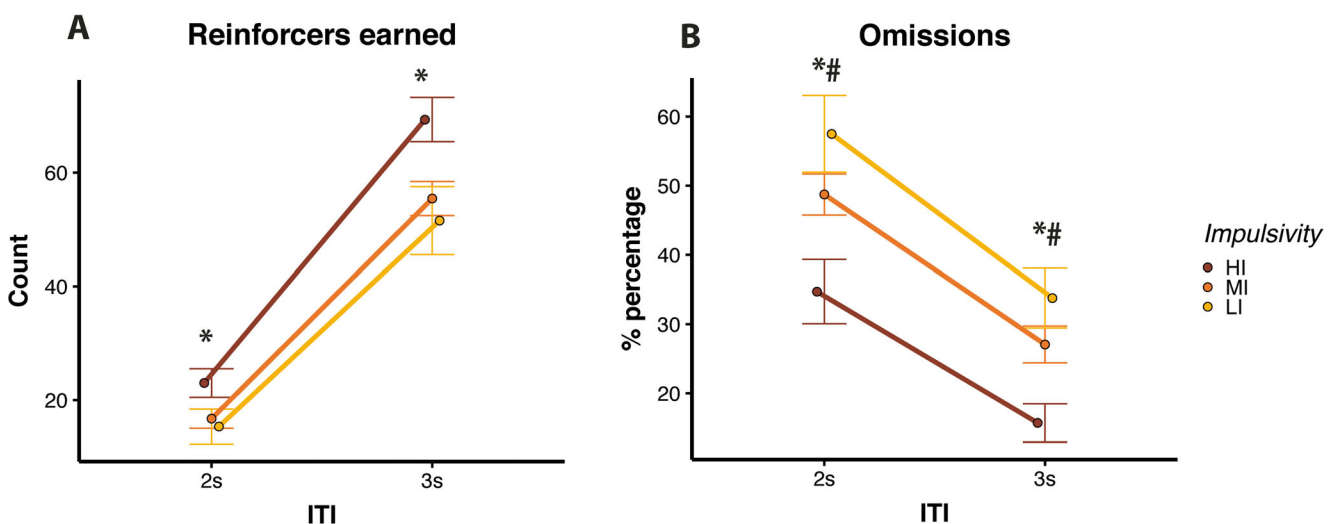 A
Reinforcers earned
*
*
60
40
20
Count
2s
3s
ITI
B
Omissions
*#
*#
60
50
40
30
20
% percentage
2s
3s
ITI
Impulsivity
HI
MI
LI